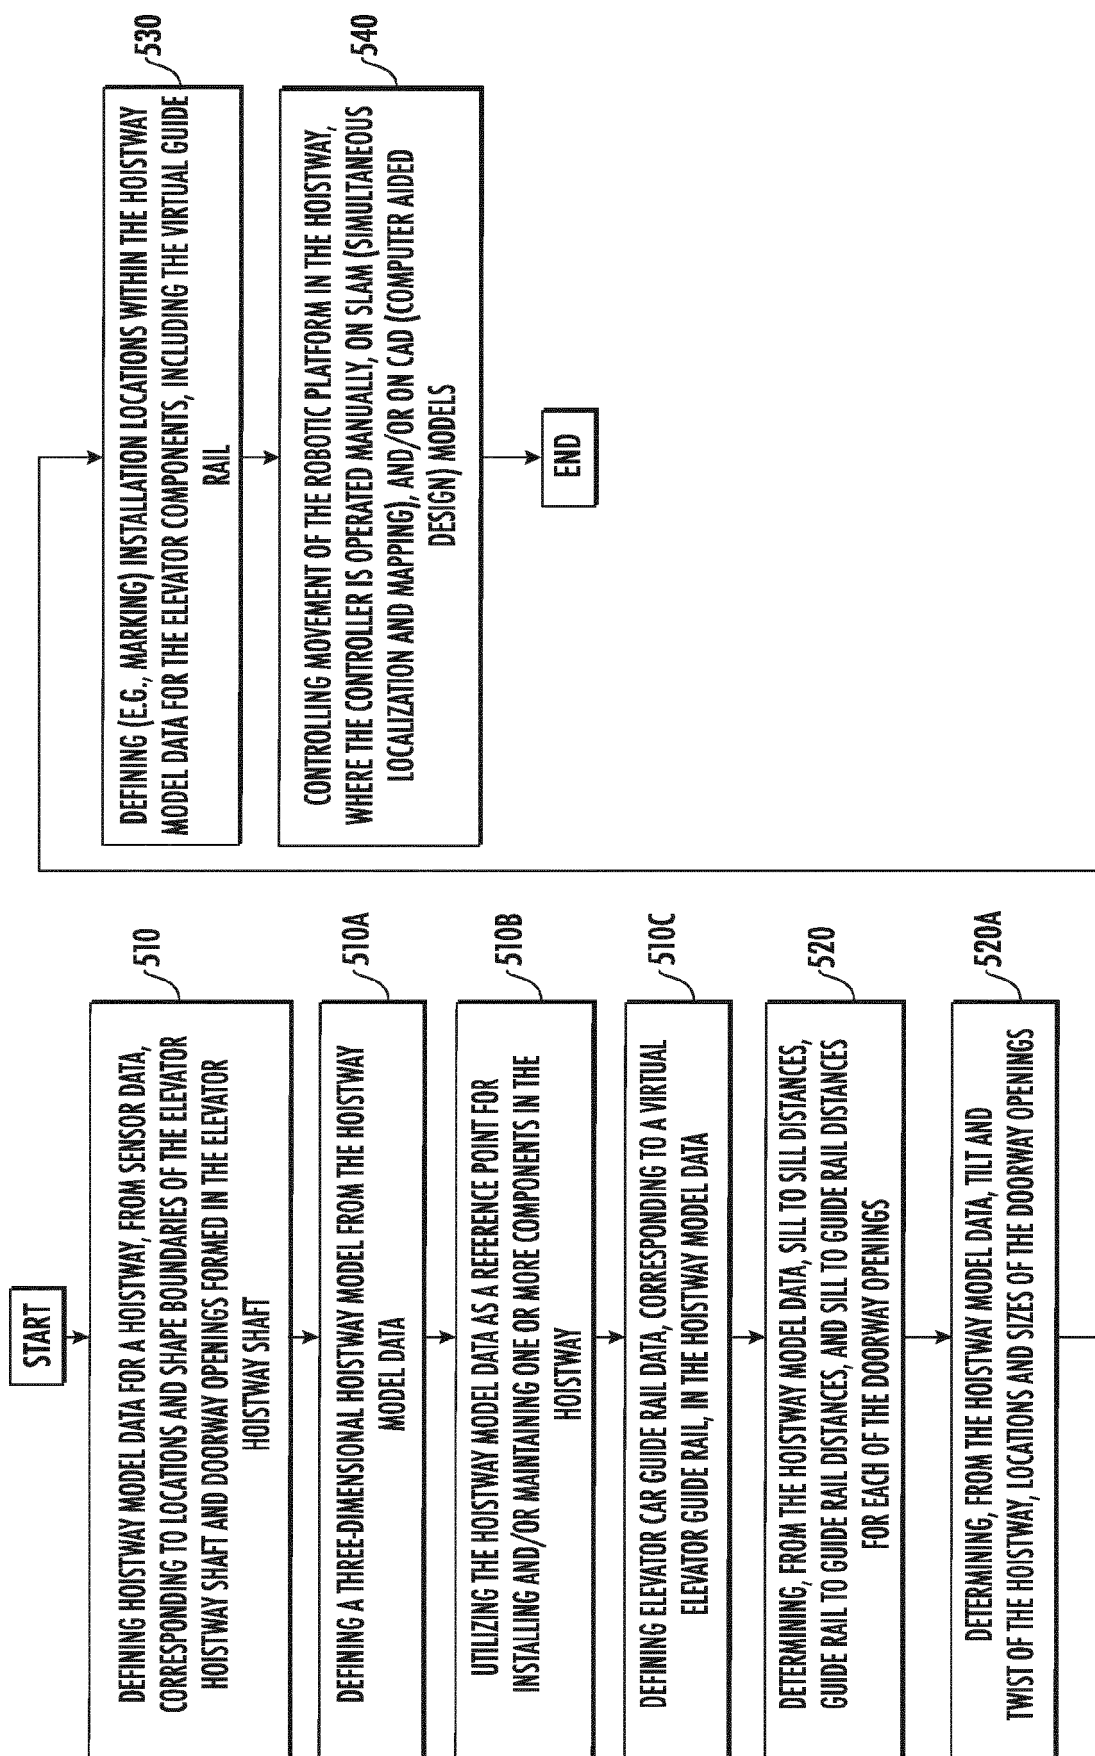 START
510
DEFINING HOISTWAY MODEL DATA FOR A HOISTWAY, FROM SENSOR DATA,
CORRESPONDING TO LOCATIONS AND SHAPE BOUNDARIES OF THE ELEVATOR
HOISTWAY SHAFT AND DOORWAY OPENINGS FORMED IN THE ELEVATOR
HOISTWAY SHAFT
510A
DEFINING A THREE-DIMENSIONAL HOISTWAY MODEL FROM THE HOISTWAY
MODEL DATA
510B
UTILIZING THE HOISTWAY MODEL DATA AS A REFERENCE POINT FOR
INSTALLING AND/OR MAINTAINING ONE OR MORE COMPONENTS IN THE
HOISTWAY
510C
DEFINING ELEVATOR CAR GUIDE RAIL DATA, CORRESPONDING TO A VIRTUAL
ELEVATOR GUIDE RAIL, IN THE HOISTWAY MODEL DATA
520
DETERMINING, FROM THE HOISTWAY MODEL DATA, SILL TO SILL DISTANCES,
GUIDE RAIL TO GUIDE RAIL DISTANCES, AND SILL TO GUIDE RAIL DISTANCES
FOR EACH OF THE DOORWAY OPENINGS
520A
DETERMINING, FROM THE HOISTWAY MODEL DATA, TILT AND
TWIST OF THE HOISTWAY, LOCATIONS AND SIZES OF THE DOORWAY OPENINGS
530
DEFINING (E.G., MARKING) INSTALLATION LOCATIONS WITHIN THE HOISTWAY
MODEL DATA FOR THE ELEVATOR COMPONENTS, INCLUDING THE VIRTUAL GUIDE
RAIL
540
CONTROLLING MOVEMENT OF THE ROBOTIC PLATFORM IN THE HOISTWAY,
WHERE THE CONTROLLER IS OPERATED MANUALLY, ON SLAM (SIMULTANEOUS
LOCALIZATION AND MAPPING), AND/OR ON CAD (COMPUTER AIDED
DESIGN) MODELS
END